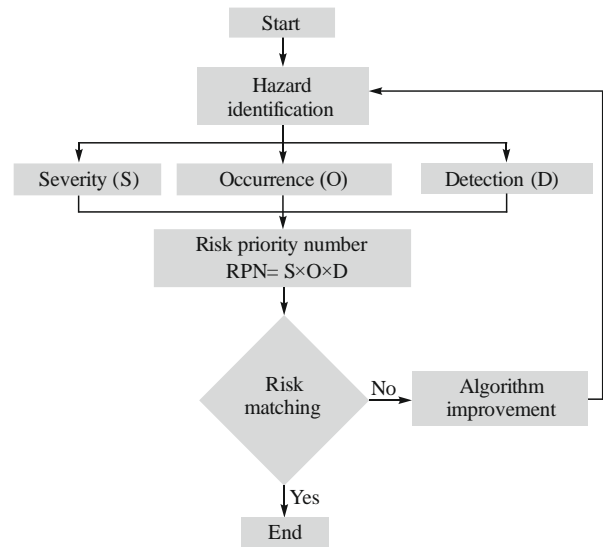 Start
Hazard
identification
Severity (S)
Occurrence (O)
Detection (D)
Risk priority number
RPN= S×O×D
Risk
matching
No
Algorithm
improvement
Yes
End